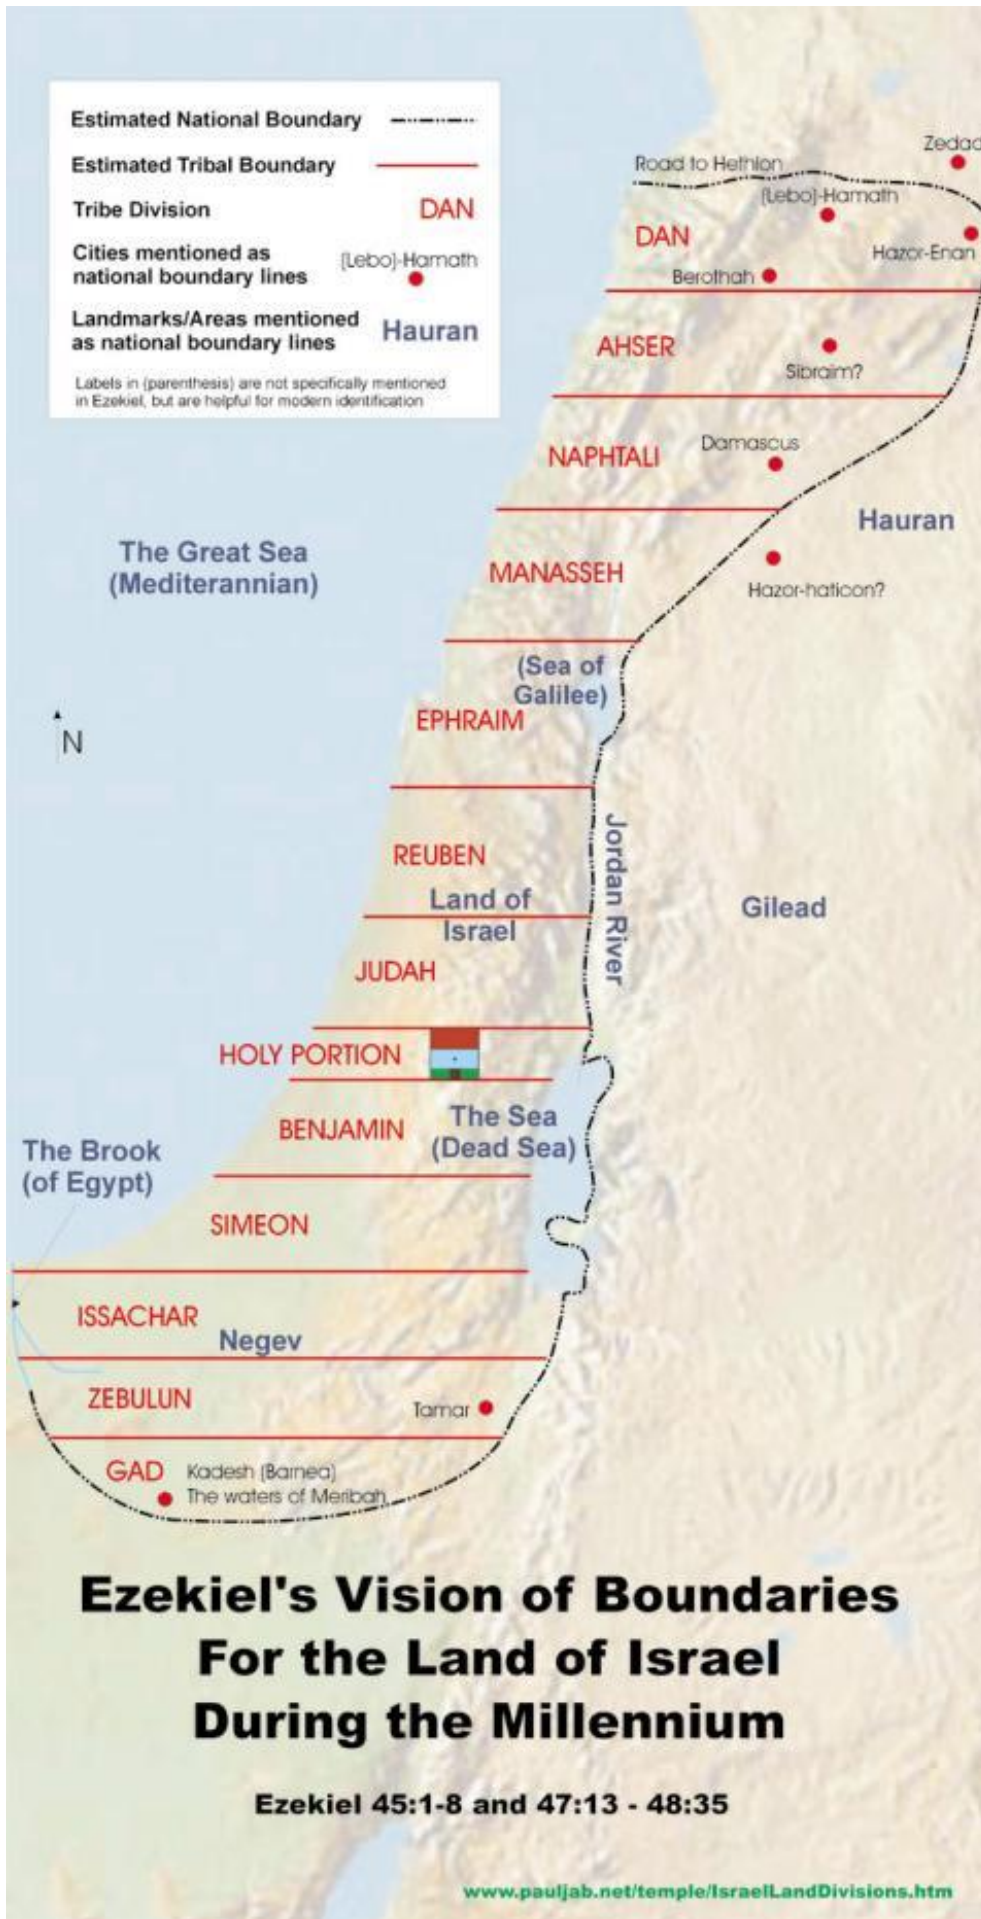 Estimated National Boundary
Estimated Tribal Boundary
Tribe Division DAN
Cities mentioned as
national boundary lines
(Lebo)-Hamath
Landmarks/Areas mentioned
as national boundary lines
Hauran
Labels in (parenthesis) are not specifically mentioned
in Ezekiel, but are helpful for modern identification
Zedad
Road to Hethlon
(Lebo)-Hamath
DAN
Hazor-Enan
Berothah
AHSER
Sibraim?
Damascus
NAPHTALI
Hauran
The Great Sea
(Mediterannian)
MANASSEH
Hazor-haticon?
(Sea of
Galilee)
EPHRAIM
N
Jordan River
REUBEN
Land of
Israel
Gilead
JUDAH
HOLY PORTION
The Sea
(Dead Sea)
BENJAMIN
The Brook
(of Egypt)
SIMEON
ISSACHAR
Negev
ZEBULUN
Tamar
GAD
Kadesh (Barnea)
The waters of Meribah
Ezekiel's Vision of Boundaries
For the Land of Israel
During the Millennium
Ezekiel 45:1-8 and 47:13 - 48:35
www.pauljab.net/temple/IsraelLandDivisions.htm